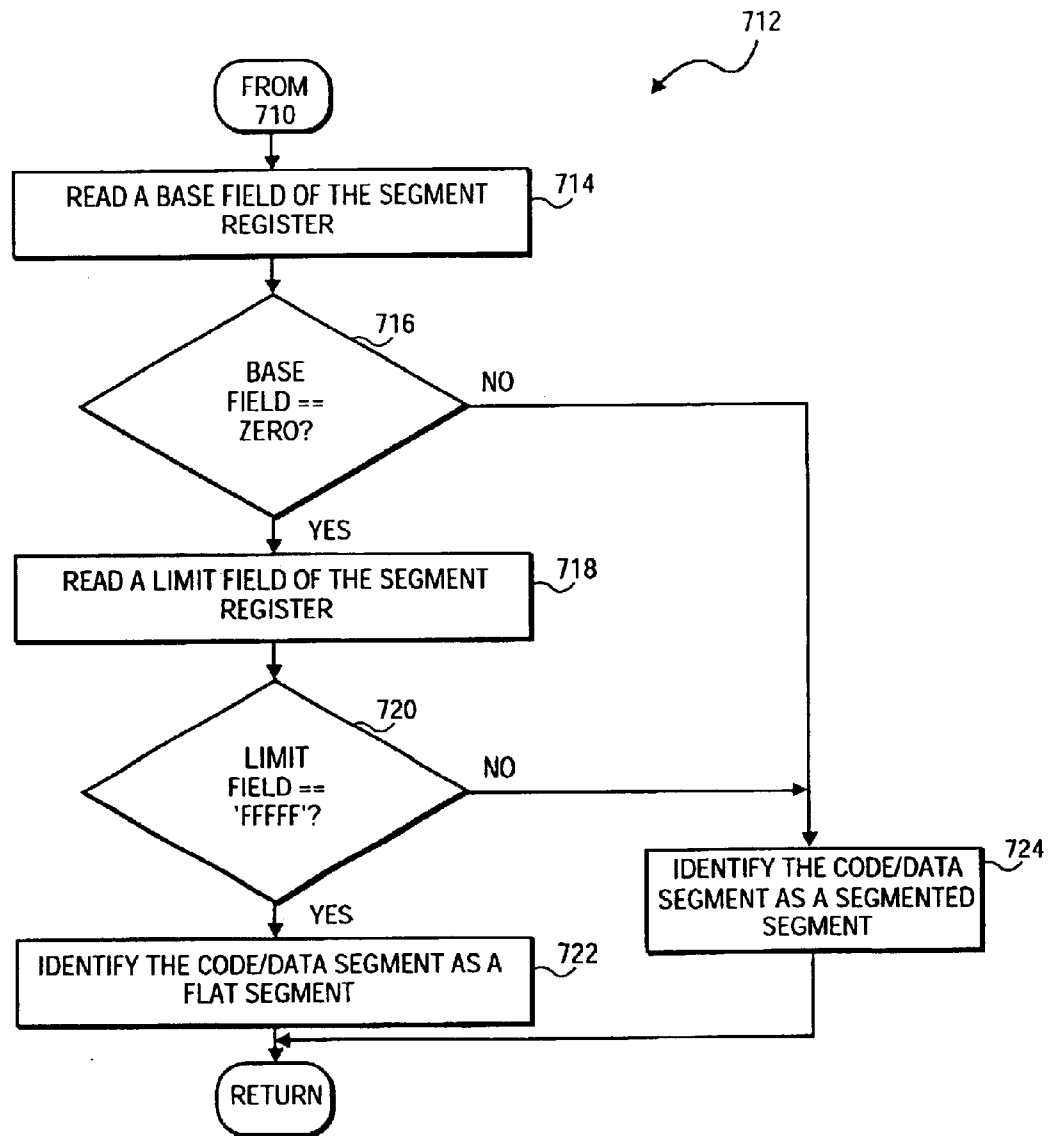 712
FROM
710
READ A BASE FIELD OF THE SEGMENT
REGISTER
714
716
BASE
FIELD ==
ZERO?
NO
YES
READ A LIMIT FIELD OF THE SEGMENT
REGISTER
718
720
LIMIT
FIELD ==
'FFFFF'?
NO
YES
IDENTIFY THE CODE/DATA
SEGMENT AS A SEGMENTED
SEGMENT
724
IDENTIFY THE CODE/DATA SEGMENT AS A
FLAT SEGMENT
722
RETURN